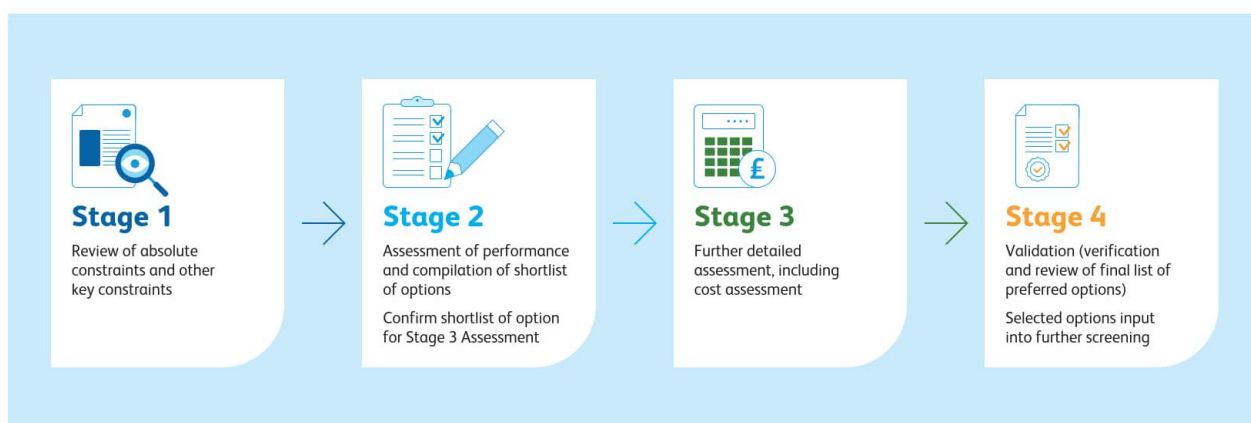 Stage 1
Review of absolute
constraints and other
key constraints
Stage 2
Assessment of performance
and compilation of shortlist
of options
Confirm shortlist of option
for Stage 3 Assessment
£
Stage 3
Further detailed
assessment, including
cost assessment
Stage 4
Validation (verification
and review of final list of
preferred options)
Selected options input
into further screening